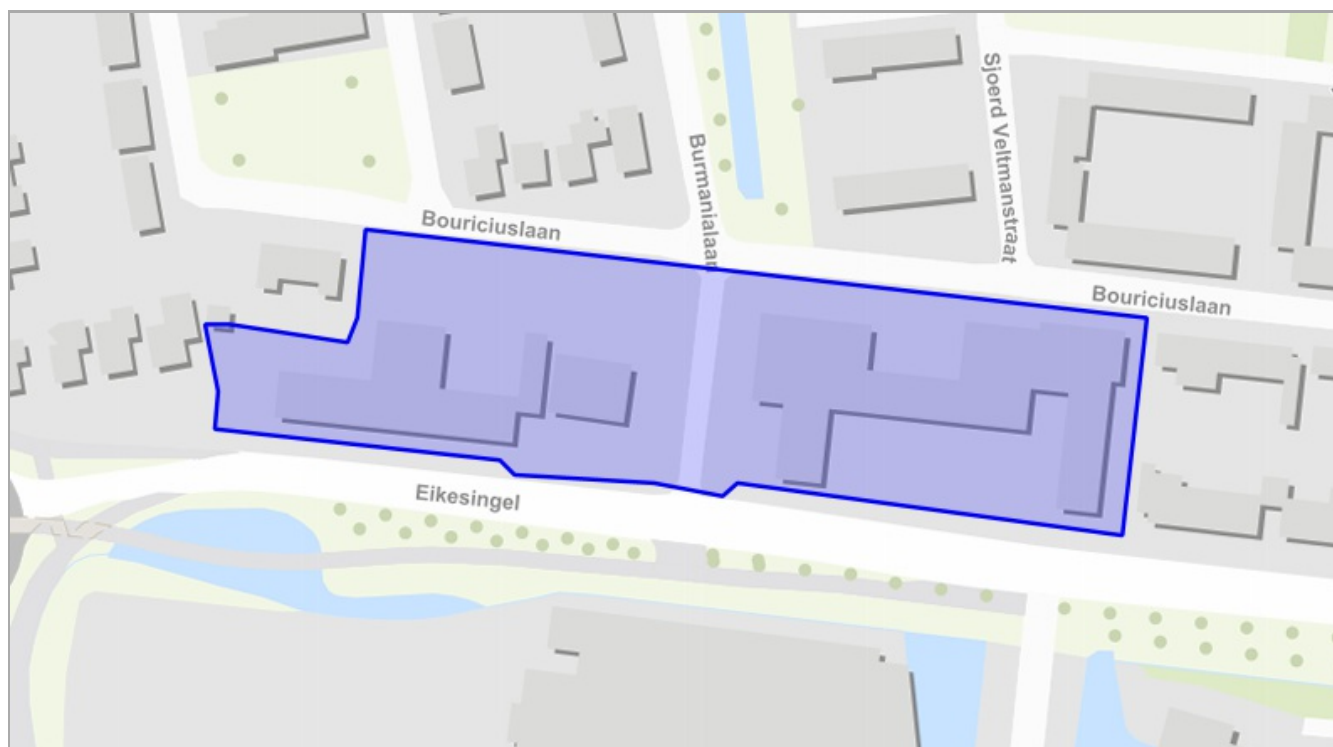 Sjoerd Veltmanstraat
Burmanialaan
Bouriciuslaan
Bouriciuslaan
Eikesingel